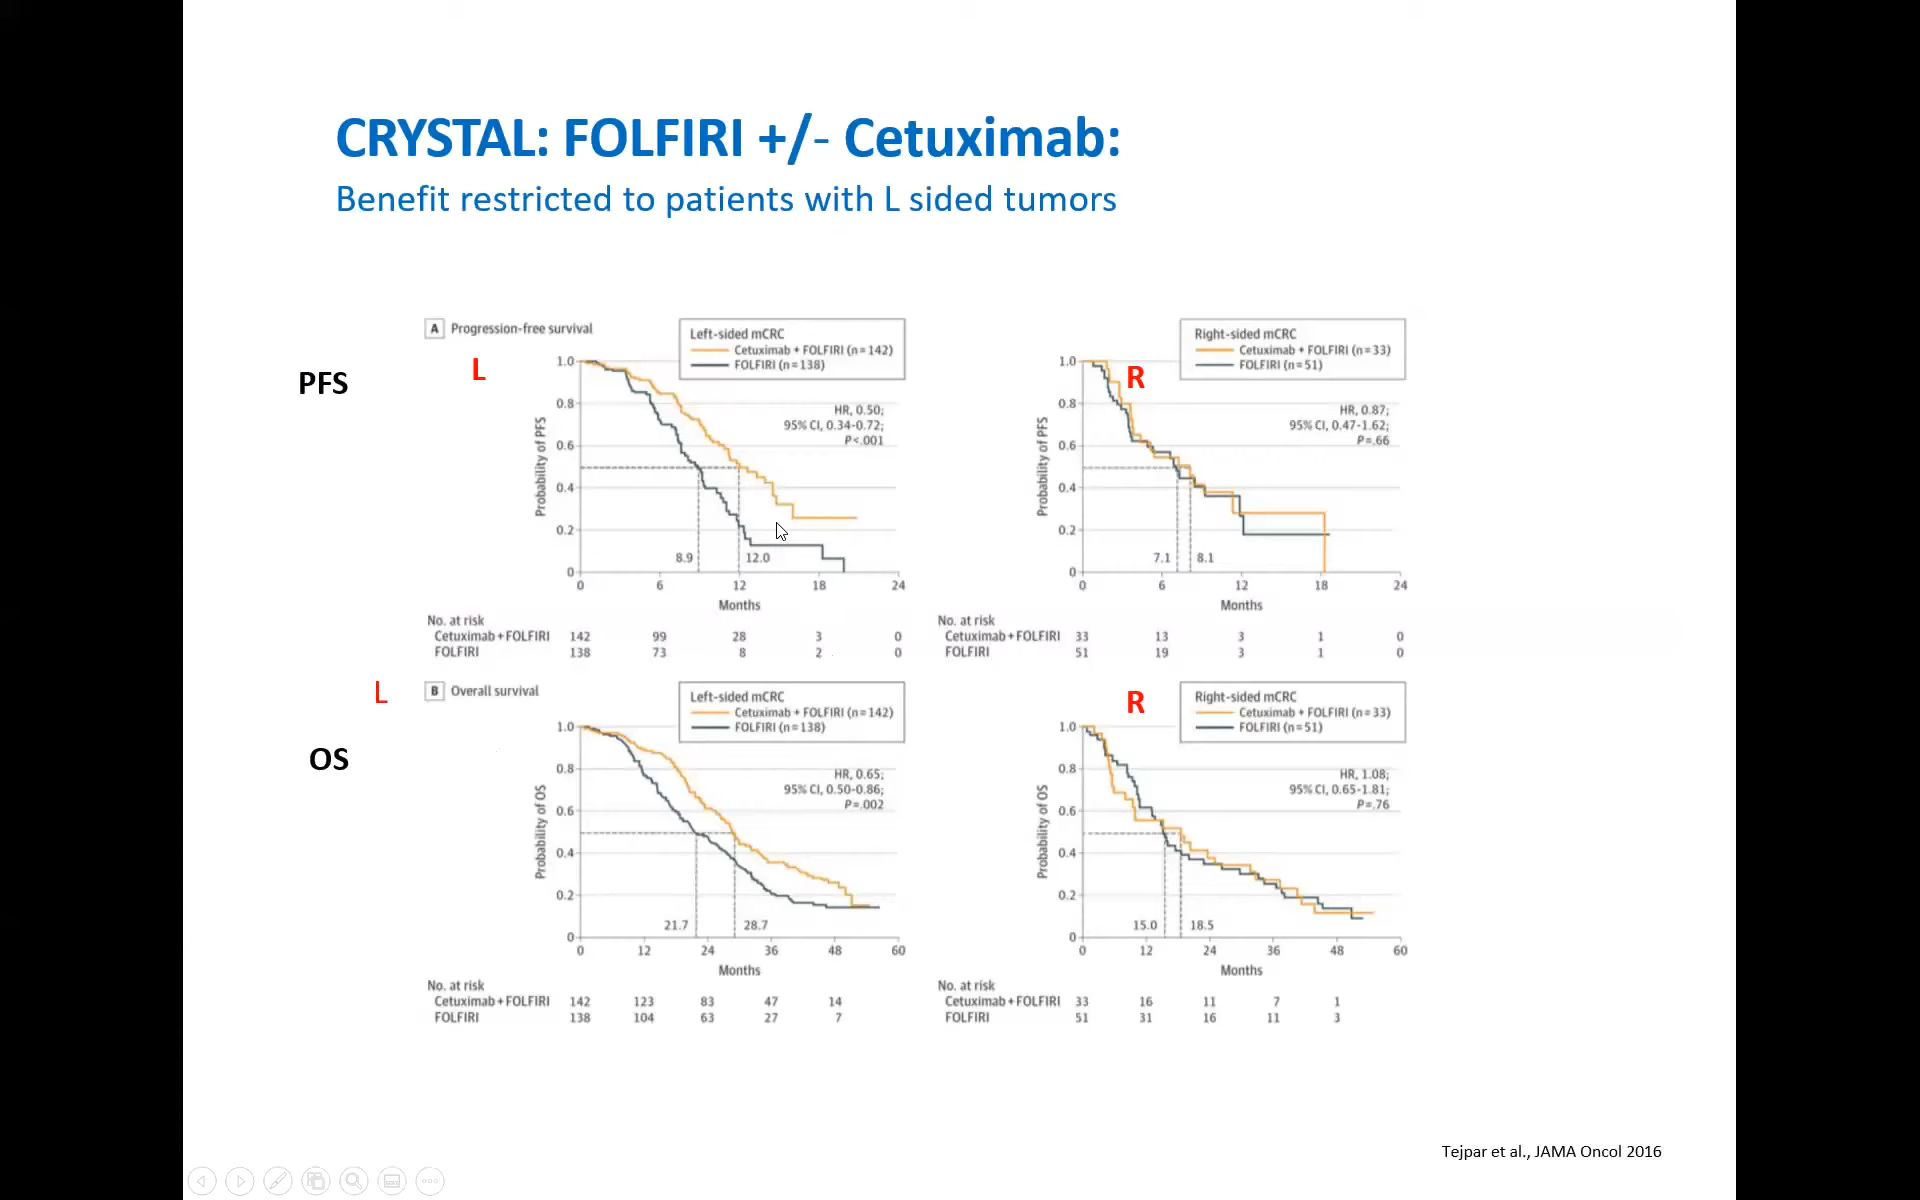 CRYSTAL: FOLFIRI +/- Cetuximab:
Benefit restricted to patients with L sided tumors
PFS
L
A Progression-free survival
Left-sided mCRC
Cetuximab + FOLFIRI (n=142)
FOLFIRI (n=138)
HR, 0.50;
95% CI, 0.34-0.72;
P<.001
Probability of PFS
1.0
0.8
0.6
0.4
0.2
0
8.9
12.0
0 6 12 18 24
Months
No. at risk
Cetuximab+FOLFIRI 142 99 28 3 0
FOLFIRI 138 73 8 2 0
R
Right-sided mCRC
Cetuximab + FOLFIRI (n=33)
FOLFIRI (n=51)
HR, 0.87;
95% CI, 0.47-1.62;
P=.66
Probability of PFS
1.0
0.8
0.6
0.4
0.2
0
7.1
8.1
0 6 12 18 24
Months
No. at risk
Cetuximab+FOLFIRI 33 13 3 1 0
FOLFIRI 51 19 3 1 0
L
OS
B Overall survival
Left-sided mCRC
Cetuximab + FOLFIRI (n=142)
FOLFIRI (n=138)
HR, 0.65;
95% CI, 0.50-0.86;
P=.002
Probability of OS
1.0
0.8
0.6
0.4
0.2
0
21.7
28.7
0 12 24 36 48 60
Months
No. at risk
Cetuximab+FOLFIRI 142 123 83 47 14
FOLFIRI 138 104 63 27 7
R
Right-sided mCRC
Cetuximab + FOLFIRI (n=33)
FOLFIRI (n=51)
HR, 1.08;
95% CI, 0.65-1.81;
P=.76
Probability of OS
1.0
0.8
0.6
0.4
0.2
0
15.0
18.5
0 12 24 36 48 60
Months
No. at risk
Cetuximab+FOLFIRI 33 16 11 7 1
FOLFIRI 51 31 16 11 3
Tejpar et al., JAMA Oncol 2016